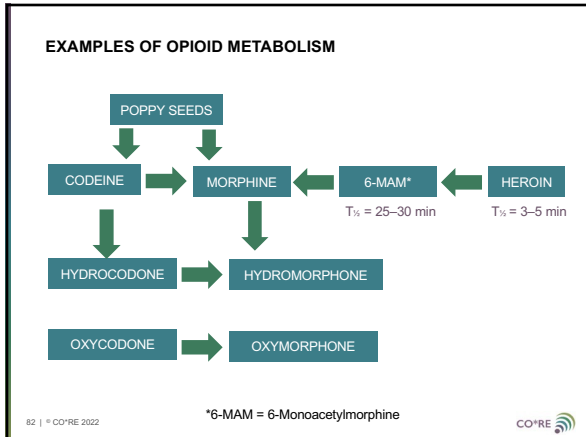 EXAMPLES OF OPIOID METABOLISM
POPPY SEEDS
CODEINE
MORPHINE
6-MAM*
HEROIN
T½ = 25–30 min
T½ = 3–5 min
HYDROCODONE
HYDROMORPHONE
OXYCODONE
OXYMORPHONE
*6-MAM = 6-Monoacetylmorphine
82 | © CO*RE 2022
CO*RE